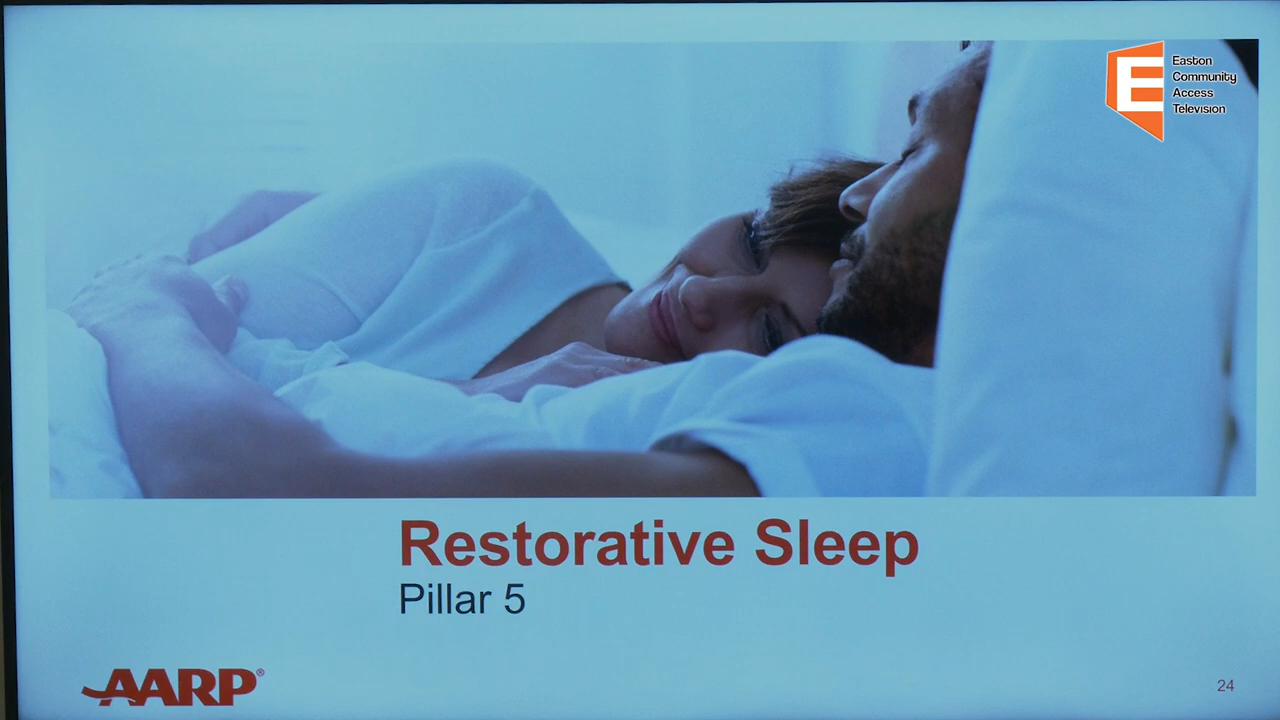 Easton
Community
Access
Television
Restorative Sleep
Pillar 5
AARP®
24